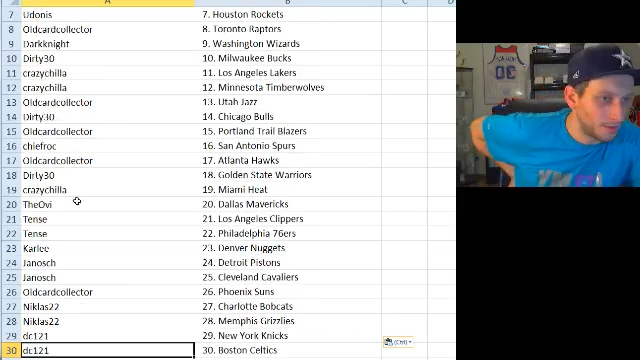 A B C D
7 Udonis 7. Houston Rockets
8 Oldcardcollector 8. Toronto Raptors
9 Darkknight 9. Washington Wizards
10 Dirty30 10. Milwaukee Bucks
11 crazychilla 11. Los Angeles Lakers
12 crazychilla 12. Minnesota Timberwolves
13 Oldcardcollector 13. Utah Jazz
14 Dirty30 14. Chicago Bulls
15 Oldcardcollector 15. Portland Trail Blazers
16 chiefroc 16. San Antonio Spurs
17 Oldcardcollector 17. Atlanta Hawks
18 Dirty30 18. Golden State Warriors
19 crazychilla 19. Miami Heat
20 TheOvi 20. Dallas Mavericks
21 Tense 21. Los Angeles Clippers
22 Tense 22. Philadelphia 76ers
23 Karlee 23. Denver Nuggets
24 Janosch 24. Detroit Pistons
25 Janosch 25. Cleveland Cavaliers
26 Oldcardcollector 26. Phoenix Suns
27 Niklas22 27. Charlotte Bobcats
28 Niklas22 28. Memphis Grizzlies
29 dc121 29. New York Knicks
30 dc121 30. Boston Celtics
(Ctrl)